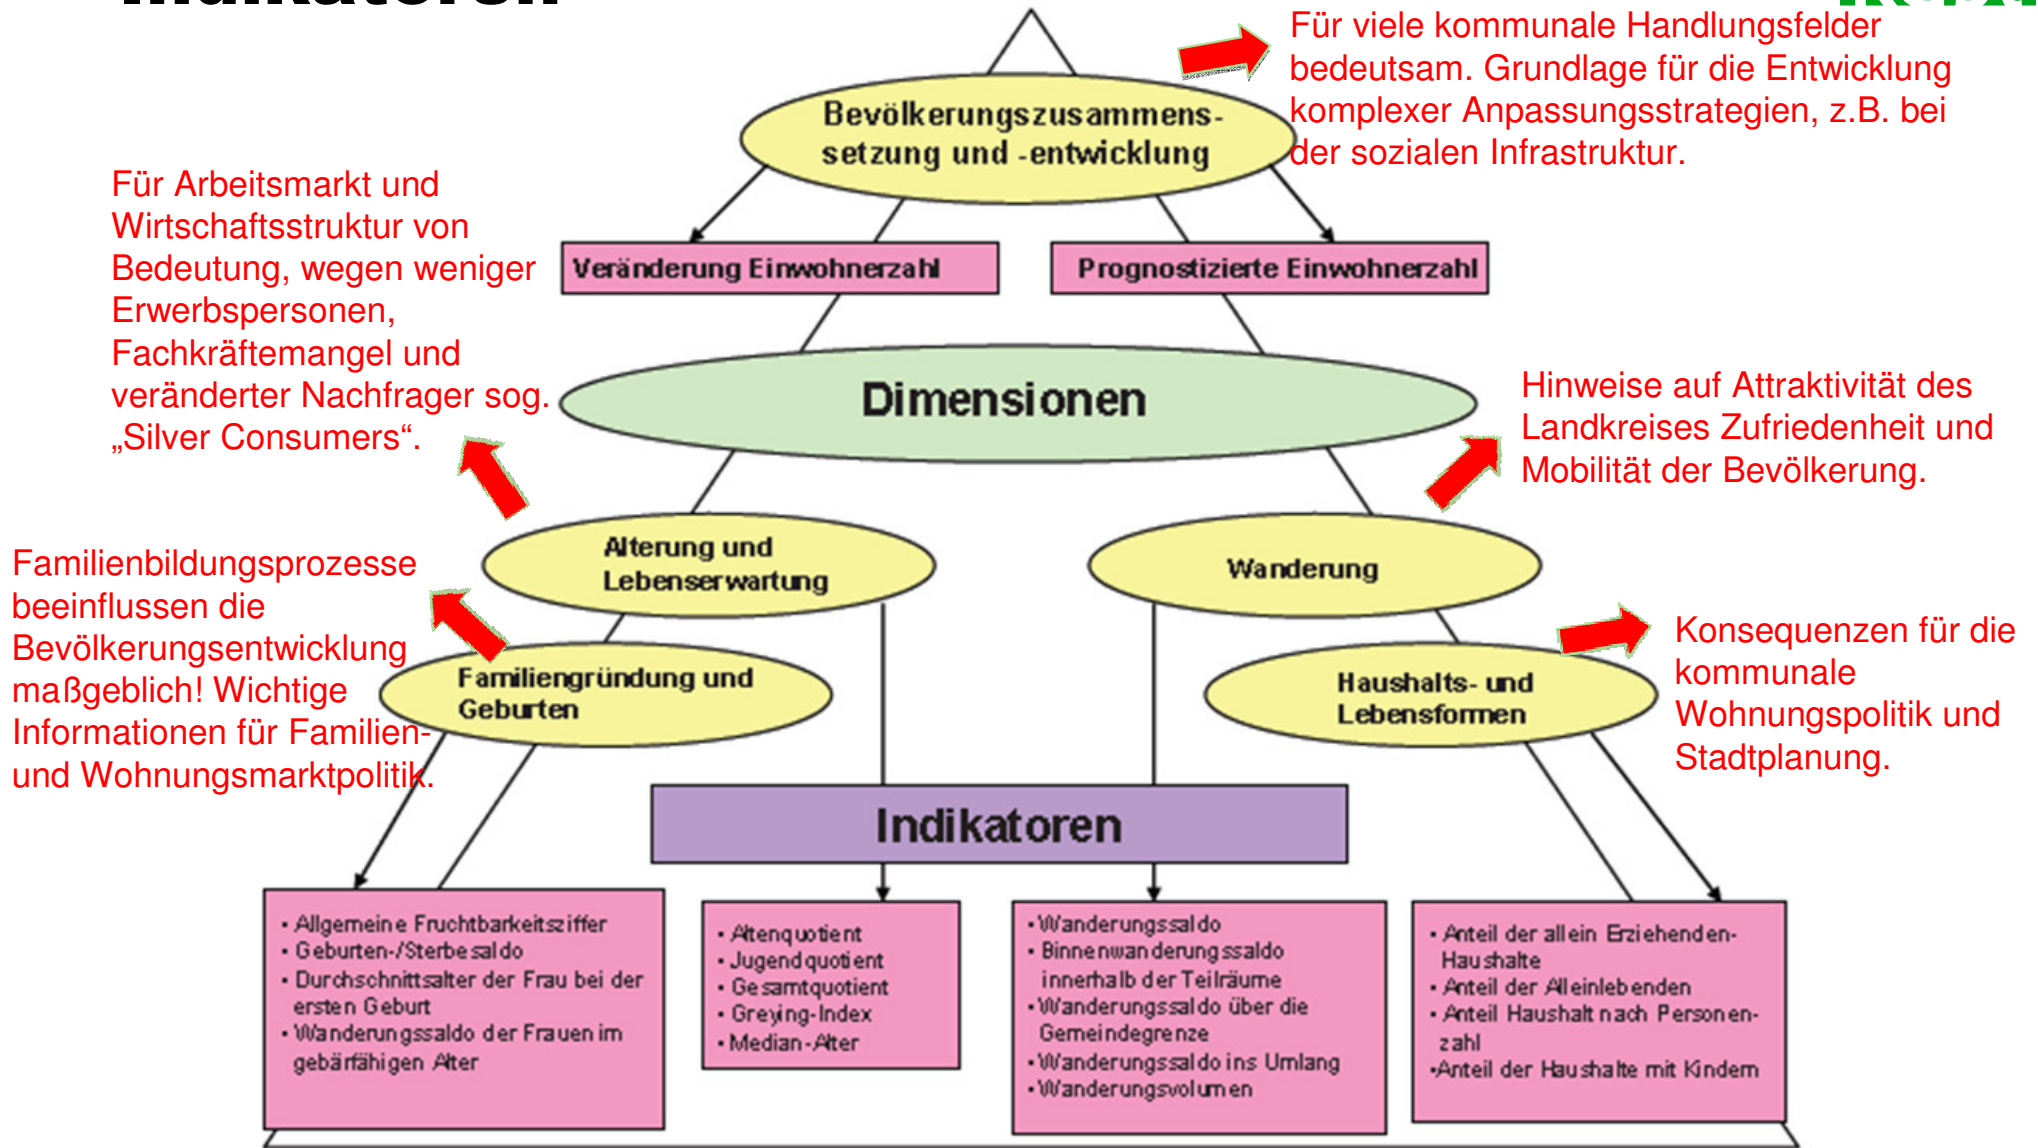 Indikatoren
Für viele kommunale Handlungsfelder
bedeutsam. Grundlage für die Entwicklung
komplexer Anpassungsstrategien, z.B. bei
der sozialen Infrastruktur.
Bevölkerungszusammens-
setzung und -entwicklung
Für Arbeitsmarkt und
Wirtschaftsstruktur von
Bedeutung, wegen weniger
Erwerbspersonen,
Fachkräftemangel und
veränderter Nachfrager sog.
„Silver Consumers“.
Veränderung Einwohnerzahl
Prognostizierte Einwohnerzahl
Dimensionen
Hinweise auf Attraktivität des
Landkreises Zufriedenheit und
Mobilität der Bevölkerung.
Alterung und
Lebenserwartung
Wanderung
Familienbildungsprozesse
beeinflussen die
Bevölkerungsentwicklung
maßgeblich! Wichtige
Informationen für Familien-
und Wohnungsmarktpolitik.
Familiengründung und
Geburten
Haushalts- und
Lebensformen
Konsequenzen für die
kommunale
Wohnungspolitik und
Stadtplanung.
Indikatoren
• Allgemeine Fruchtbarkeitsziffer
• Geburten-/Sterbesaldo
• Durchschnittsalter der Frau bei der
ersten Geburt
• Wanderungssaldo der Frauen im
gebärfähigen Alter
• Altenquotient
• Jugendquotient
• Gesamtquotient
• Greying-Index
• Median-Alter
• Wanderungssaldo
• Binnenwanderungssaldo
innerhalb der Teilräume
• Wanderungssaldo über die
Gemeindegrenze
• Wanderungssaldo ins Umlang
• Wanderungsvolumen
• Anteil der allein Erziehenden-
Haushalte
• Anteil der Alleinlebenden
• Anteil Haushalt nach Personen-
zahl
•Anteil der Haushalte mit Kindern